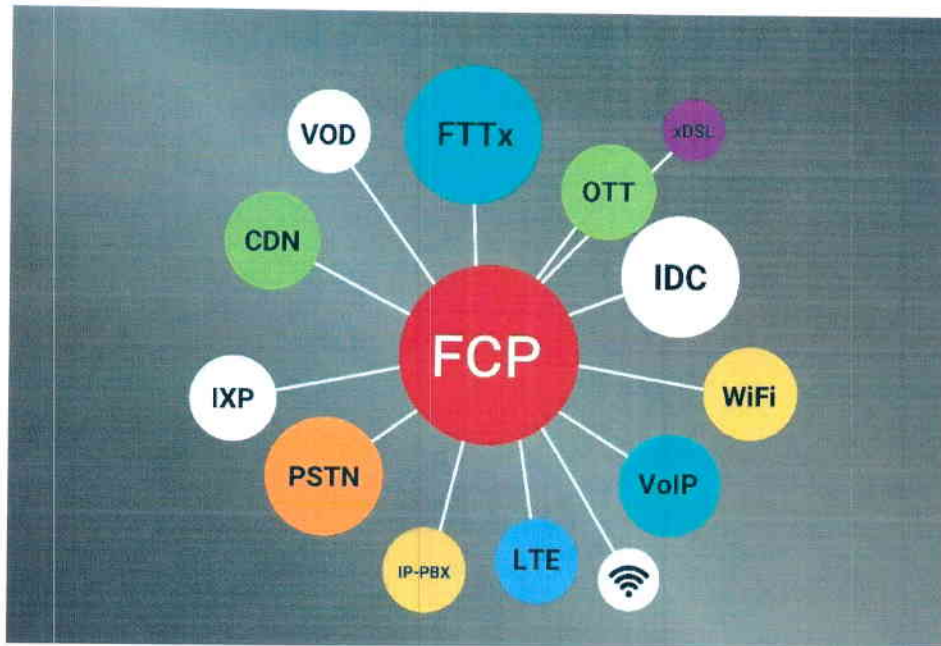 VOD
FTTx
xDSL
OTT
CDN
IDC
FCP
IXP
WiFi
PSTN
VoIP
IP-PBX
LTE